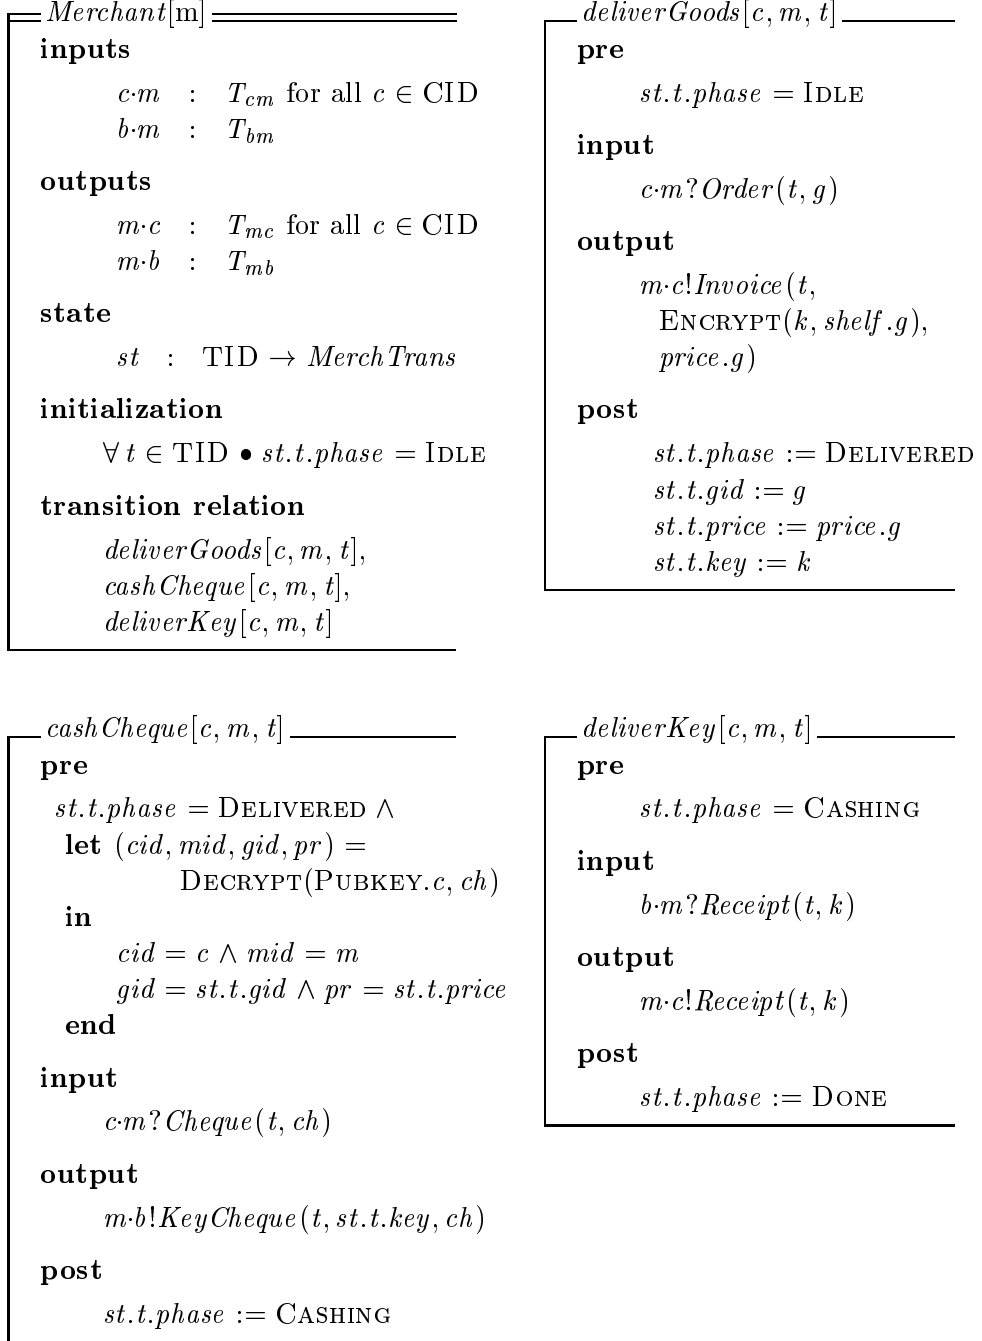 Merchant[m]
inputs
c·m : T_cm for all c ∈ CID
b·m : T_bm
outputs
m·c : T_mc for all c ∈ CID
m·b : T_mb
state
st : TID → MerchTrans
initialization
∀ t ∈ TID • st.t.phase = IDLE
transition relation
deliverGoods[c, m, t],
cashCheque[c, m, t],
deliverKey[c, m, t]
deliverGoods[c, m, t]
pre
st.t.phase = IDLE
input
c·m?Order(t, g)
output
m·c!Invoice(t,
ENCRYPT(k, shelf.g),
price.g)
post
st.t.phase := DELIVERED
st.t.gid := g
st.t.price := price.g
st.t.key := k
cashCheque[c, m, t]
pre
st.t.phase = DELIVERED ∧
let (cid, mid, gid, pr) =
DECRYPT(PUBKEY.c, ch)
in
cid = c ∧ mid = m
gid = st.t.gid ∧ pr = st.t.price
end
input
c·m?Cheque(t, ch)
output
m·b!KeyCheque(t, st.t.key, ch)
post
st.t.phase := CASHING
deliverKey[c, m, t]
pre
st.t.phase = CASHING
input
b·m?Receipt(t, k)
output
m·c!Receipt(t, k)
post
st.t.phase := DONE